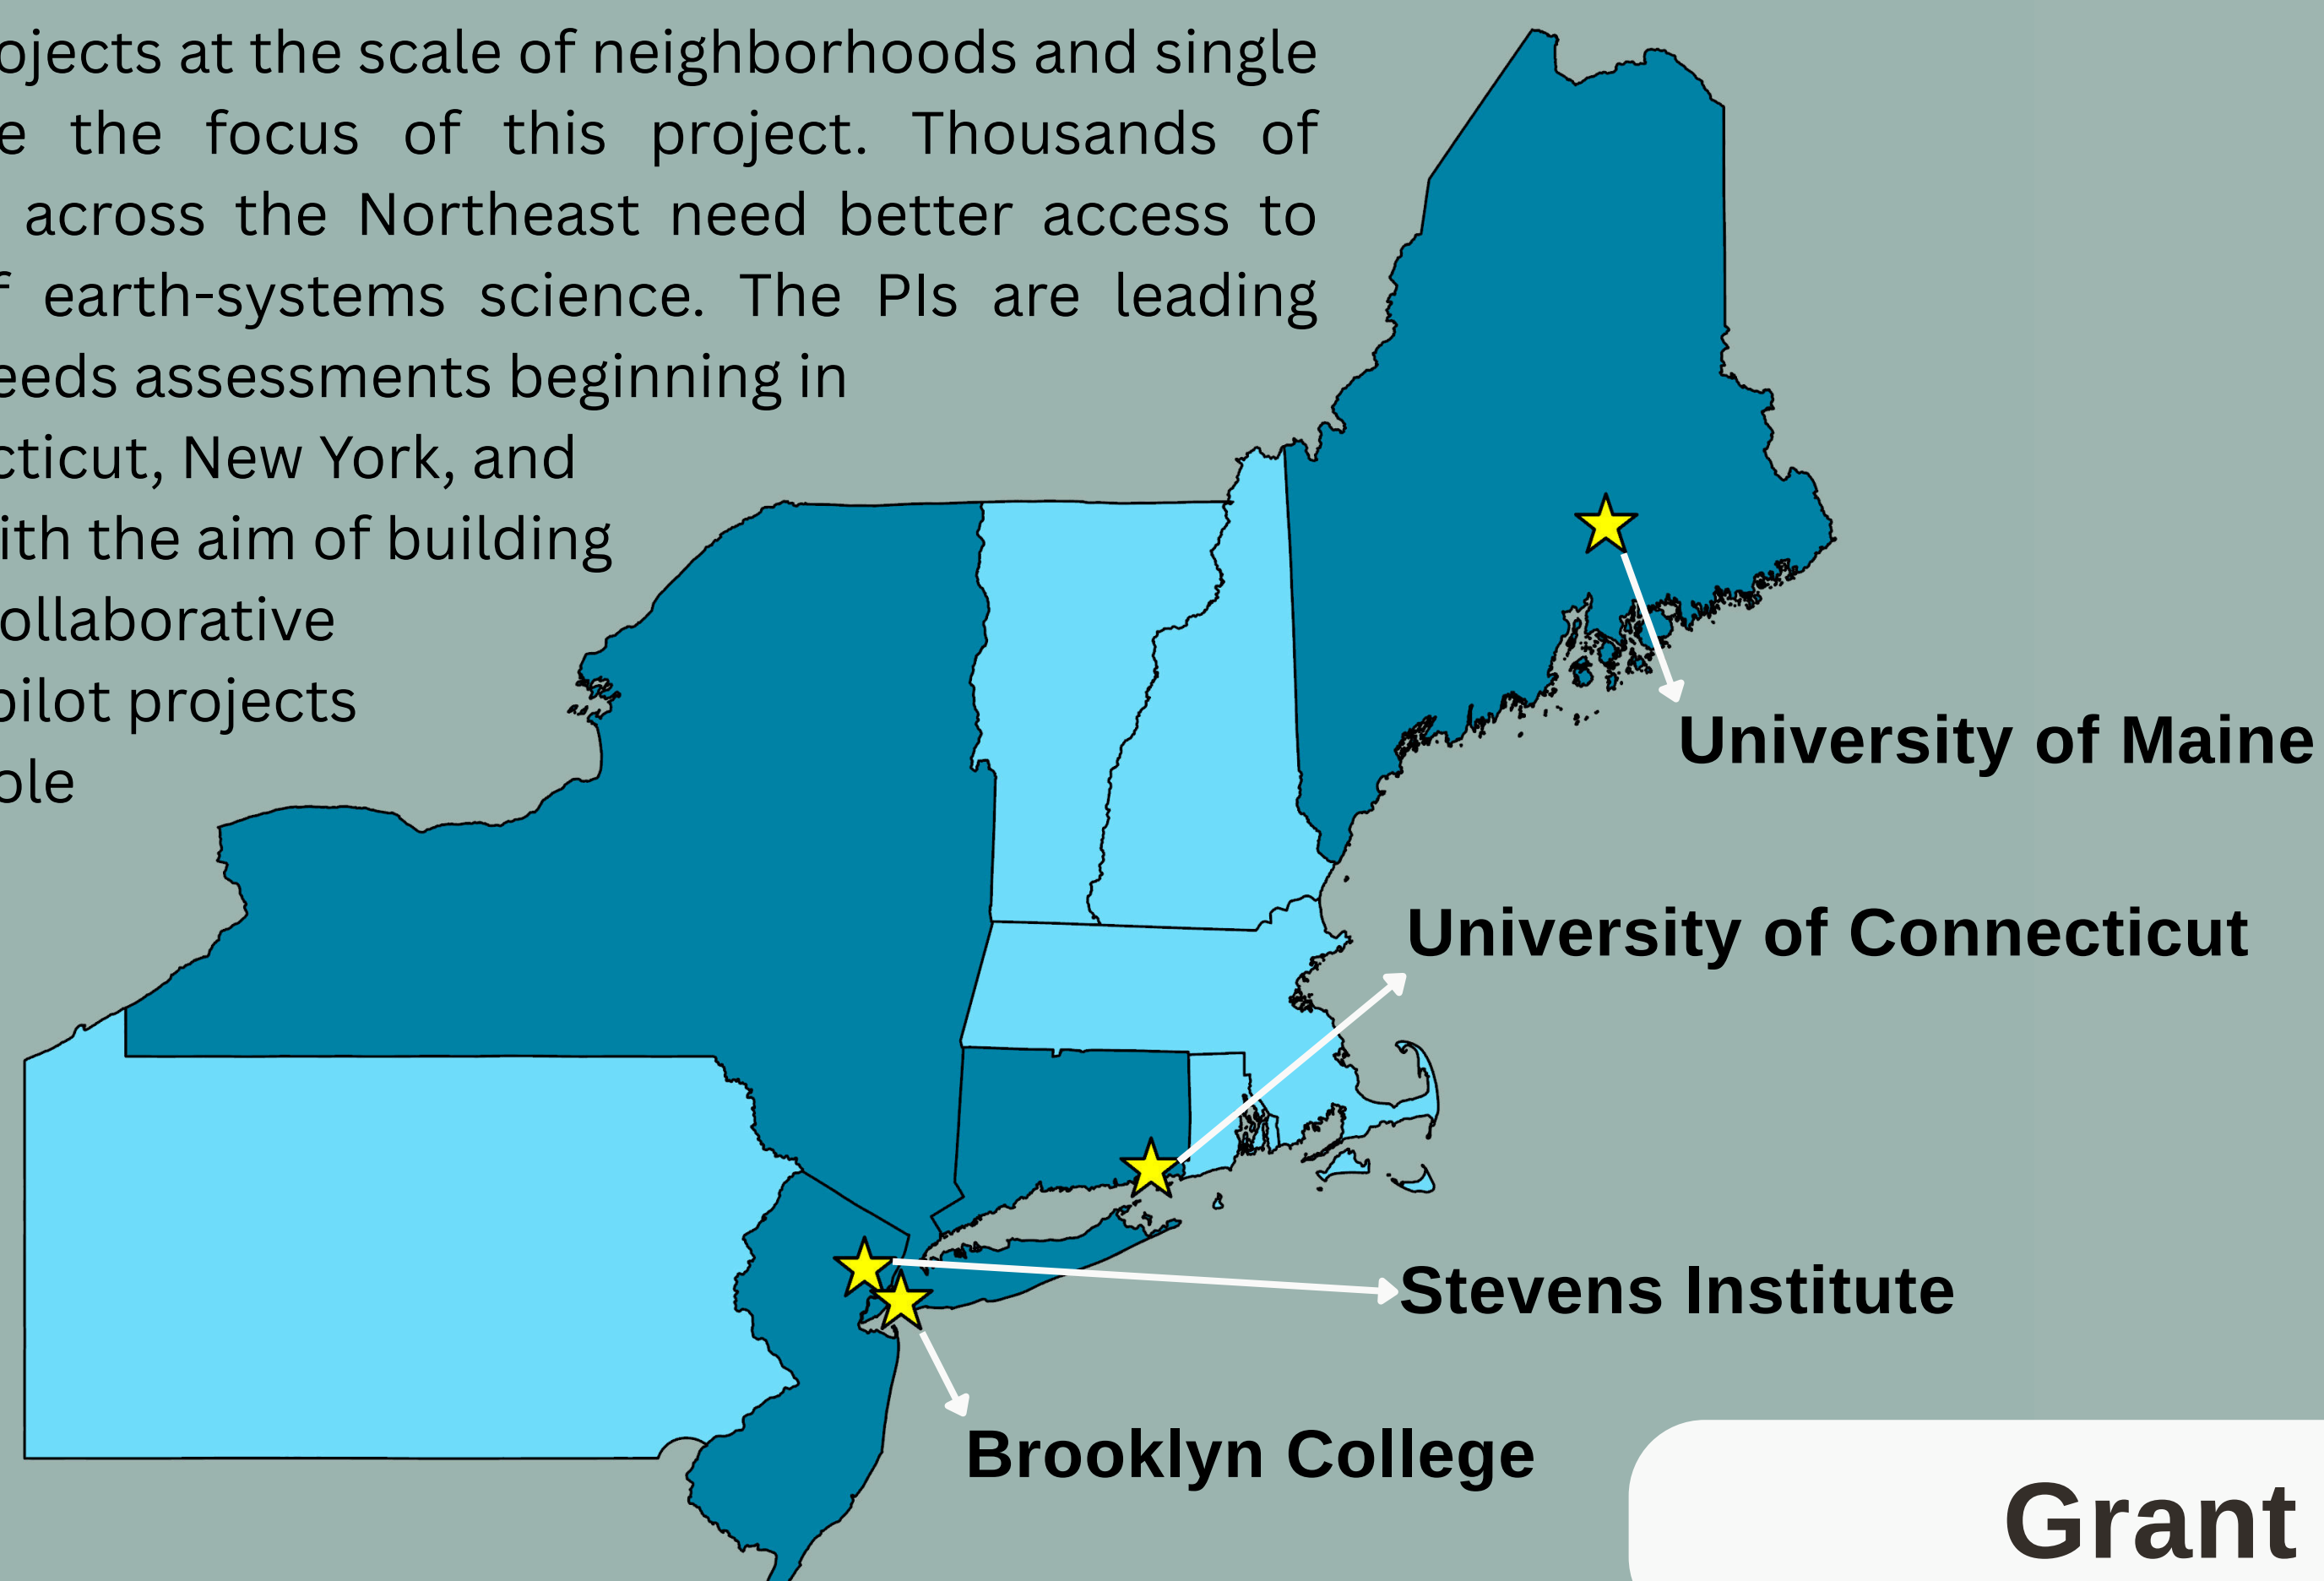 ojects at the scale of neighborhoods and single
e the focus of this project. Thousands of
across the Northeast need better access to
f earth-systems science. The PIs are leading
eeds assessments beginning in
cticut, New York, and
ith the aim of building
ollaborative
pilot projects
ole
University of Maine
University of Connecticut
Stevens Institute
Brooklyn College
Grant